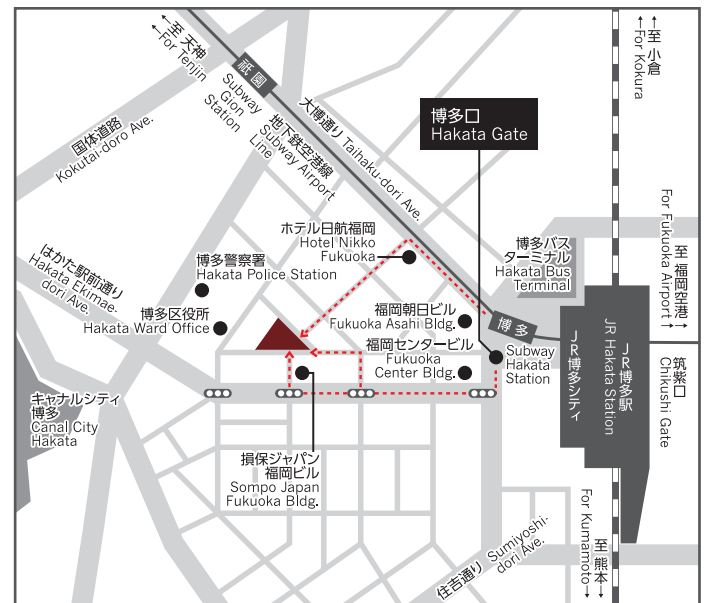 ←至 天神
←For Tenjin
祇園
Subway
Gion
Station
地下鉄空港線
Subway Airport
Line
大博通り Taihaku-dori Ave.
国体道路
Kokutai-doro Ave.
博多口
Hakata Gate
←至 小倉
←For Kokura
はかた駅前通り
Hakata Ekimae-
dori Ave.
博多警察署
Hakata Police Station
博多区役所
Hakata Ward Office
ホテル日航福岡
Hotel Nikko
Fukuoka
博多バス
ターミナル
Hakata Bus
Terminal
For Fukuoka Airport→
至 福岡空港→
福岡朝日ビル
Fukuoka Asahi Bldg.
福岡センタービル
Fukuoka
Center Bldg.
博多
Subway
Hakata
Station
JR博多シティ
JR博多駅
JR Hakata Station
筑紫口
Chikushi Gate
キャナルシティ
博多
Canal City
Hakata
損保ジャパン
福岡ビル
Sompo Japan
Fukuoka Bldg.
住吉通り Sumiyoshi-
dori Ave.
For Kumamoto→
至 熊本→